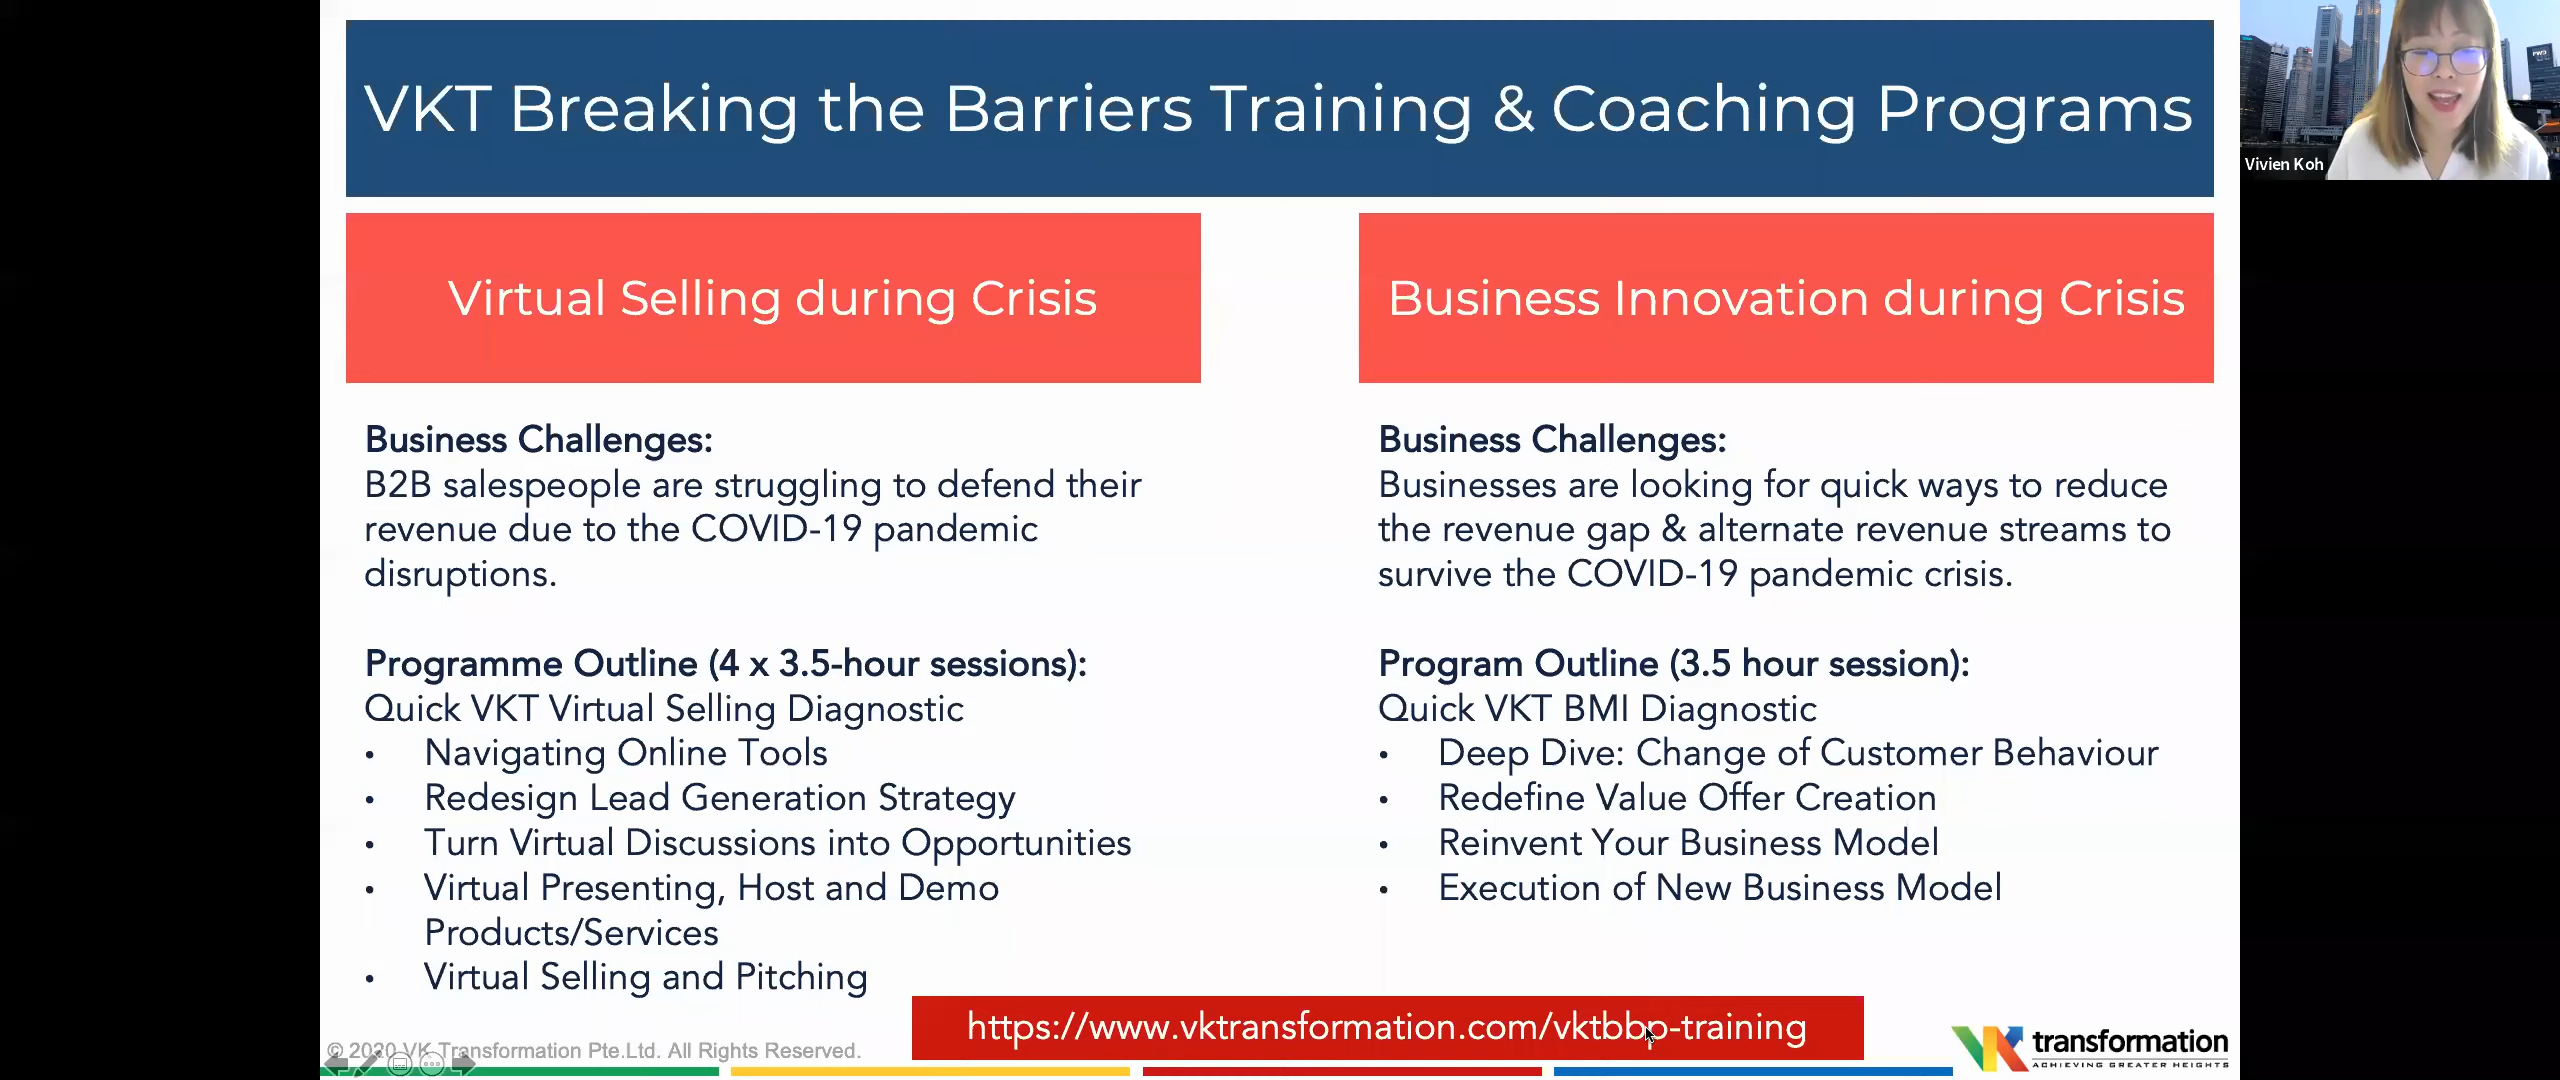 VKT Breaking the Barriers Training & Coaching Programs
Vivien Koh
Virtual Selling during Crisis
Business Challenges:
B2B salespeople are struggling to defend their
revenue due to the COVID-19 pandemic
disruptions.
Programme Outline (4 x 3.5-hour sessions):
Quick VKT Virtual Selling Diagnostic
• Navigating Online Tools
• Redesign Lead Generation Strategy
• Turn Virtual Discussions into Opportunities
• Virtual Presenting, Host and Demo
Products/Services
• Virtual Selling and Pitching
Business Innovation during Crisis
Business Challenges:
Businesses are looking for quick ways to reduce
the revenue gap & alternate revenue streams to
survive the COVID-19 pandemic crisis.
Program Outline (3.5 hour session):
Quick VKT BMI Diagnostic
• Deep Dive: Change of Customer Behaviour
• Redefine Value Offer Creation
• Reinvent Your Business Model
• Execution of New Business Model
https://www.vktransformation.com/vktbbp-training
© 2020 VK Transformation Pte.Ltd. All Rights Reserved.
VK transformation
ACHIEVING GREATER HEIGHTS